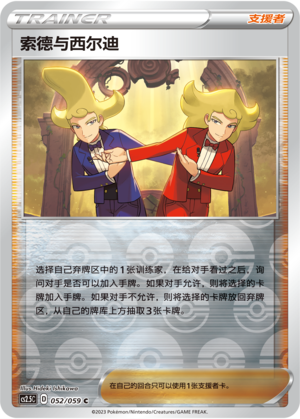 TRAINER
支援者
索德与西尔迪
选择自己弃牌区中的1张训练家，在给对手看过之后，询
问对手是否可以加入手牌。如果对手允许，则将选择的卡
牌加入手牌。如果对手不允许，则将选择的卡牌放回弃牌
区，从自己的牌库上方抽取3张卡牌。
Illus. Hideki Ishikawa
CS2.5C D 052/059 C
在自己的回合只可以使用1张支援者卡。
©2023 Pokémon/Nintendo/Creatures/GAME FREAK.